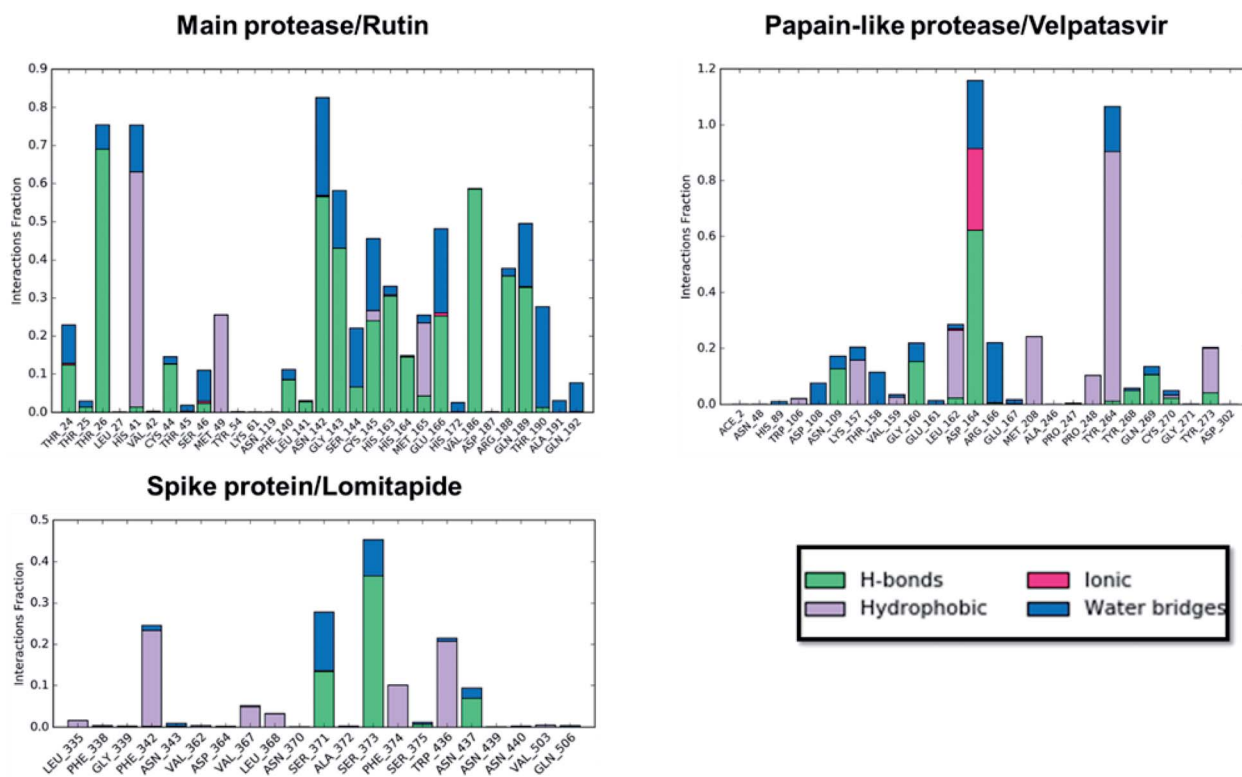 Main protease/Rutin
0.9
0.8
0.7
0.6
0.5
0.4
0.3
0.2
0.1
0.0
Interactions Fraction
THR_24
THR_25
THR_26
LEU_27
HIS_41
VAL_42
CYS_44
THR_45
SER_46
MET_49
TYR_54
LYS_61
ASN_119
PHE_140
LEU_141
ASN_142
GLY_143
SER_144
CYS_145
HIS_163
HIS_164
MET_165
GLU_166
HIS_172
VAL_186
ASP_187
ARG_188
GLN_189
THR_190
ALA_191
GLN_192
Papain-like protease/Velpatasvir
1.2
1.0
0.8
0.6
0.4
0.2
0.0
Interactions Fraction
ACE_2
ASN_48
HIS_89
TRP_106
ASP_108
ASN_109
LYS_157
THR_158
VAL_159
GLY_160
GLU_161
LEU_162
ASP_164
ARG_166
GLU_167
MET_208
ALA_246
PRO_247
PRO_248
TYR_264
TYR_268
GLN_269
CYS_270
GLY_271
TYR_273
ASP_302
Spike protein/Lomitapide
0.5
0.4
0.3
0.2
0.1
0.0
Interactions Fraction
LEU_335
PHE_338
GLY_339
PHE_342
ASN_343
VAL_362
ASP_364
VAL_367
LEU_368
ASN_370
SER_371
ALA_372
SER_373
PHE_374
SER_375
TRP_436
ASN_437
ASN_439
ASN_440
VAL_503
GLN_506
H-bonds
Ionic
Hydrophobic
Water bridges